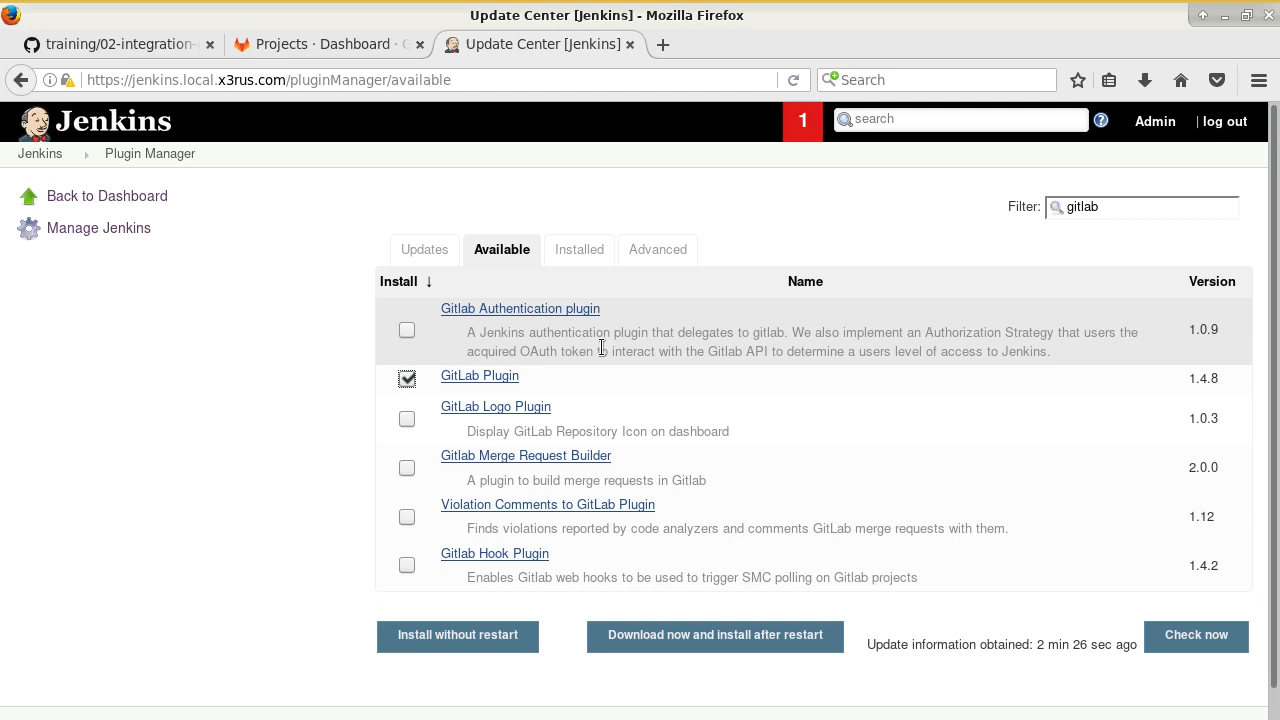 Update Center [Jenkins] - Mozilla Firefox
training/02-integration-
Projects · Dashboard ·
Update Center [Jenkins]
https://jenkins.local.x3rus.com/pluginManager/available
Search
Jenkins
1
search
Admin
| log out
Jenkins
Plugin Manager
Back to Dashboard
Manage Jenkins
Filter: gitlab
Updates
Available
Installed
Advanced
Install ↓
Name
Version
Gitlab Authentication plugin
A Jenkins authentication plugin that delegates to gitlab. We also implement an Authorization Strategy that users the
acquired OAuth token to interact with the Gitlab API to determine a users level of access to Jenkins.
1.0.9
GitLab Plugin
1.4.8
GitLab Logo Plugin
Display GitLab Repository Icon on dashboard
1.0.3
Gitlab Merge Request Builder
A plugin to build merge requests in Gitlab
2.0.0
Violation Comments to GitLab Plugin
Finds violations reported by code analyzers and comments GitLab merge requests with them.
1.12
Gitlab Hook Plugin
Enables Gitlab web hooks to be used to trigger SMC polling on Gitlab projects
1.4.2
Install without restart
Download now and install after restart
Update information obtained: 2 min 26 sec ago
Check now